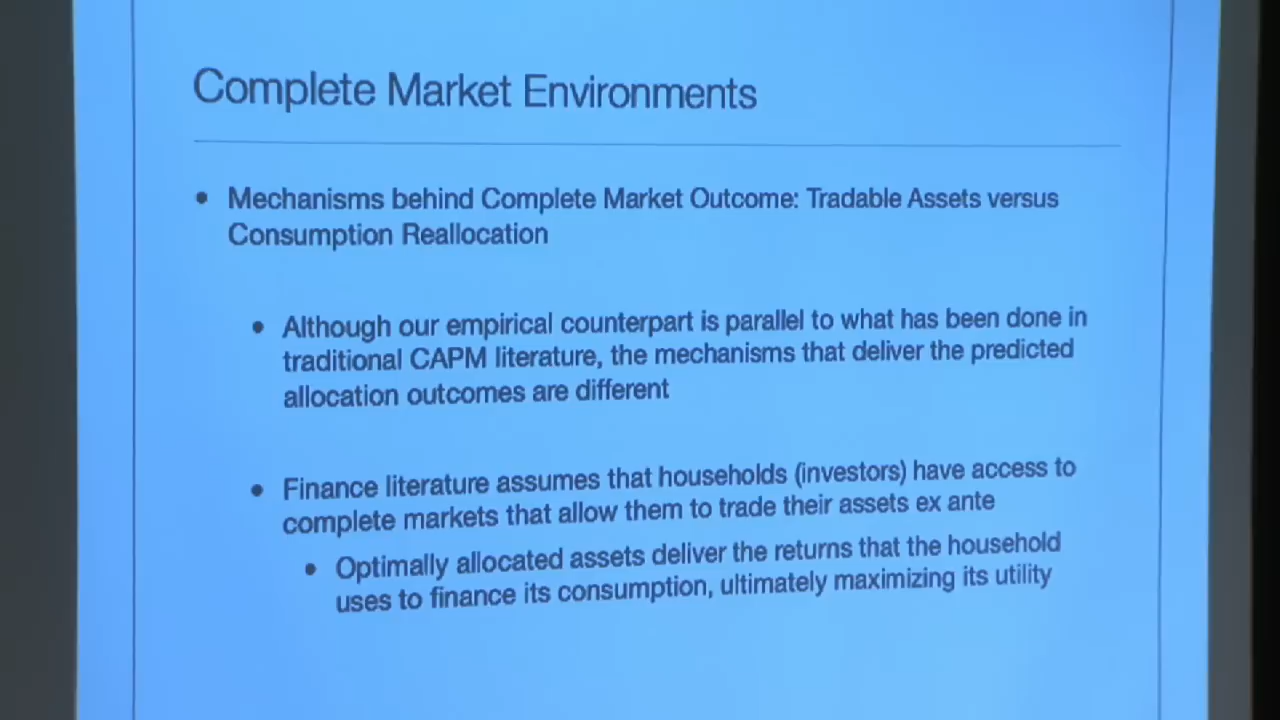 Complete Market Environments
• Mechanisms behind Complete Market Outcome: Tradable Assets versus
Consumption Reallocation
• Although our empirical counterpart is parallel to what has been done in
traditional CAPM literature, the mechanisms that deliver the predicted
allocation outcomes are different
• Finance literature assumes that households (investors) have access to
complete markets that allow them to trade their assets ex ante
• Optimally allocated assets deliver the returns that the household
uses to finance its consumption, ultimately maximizing its utility